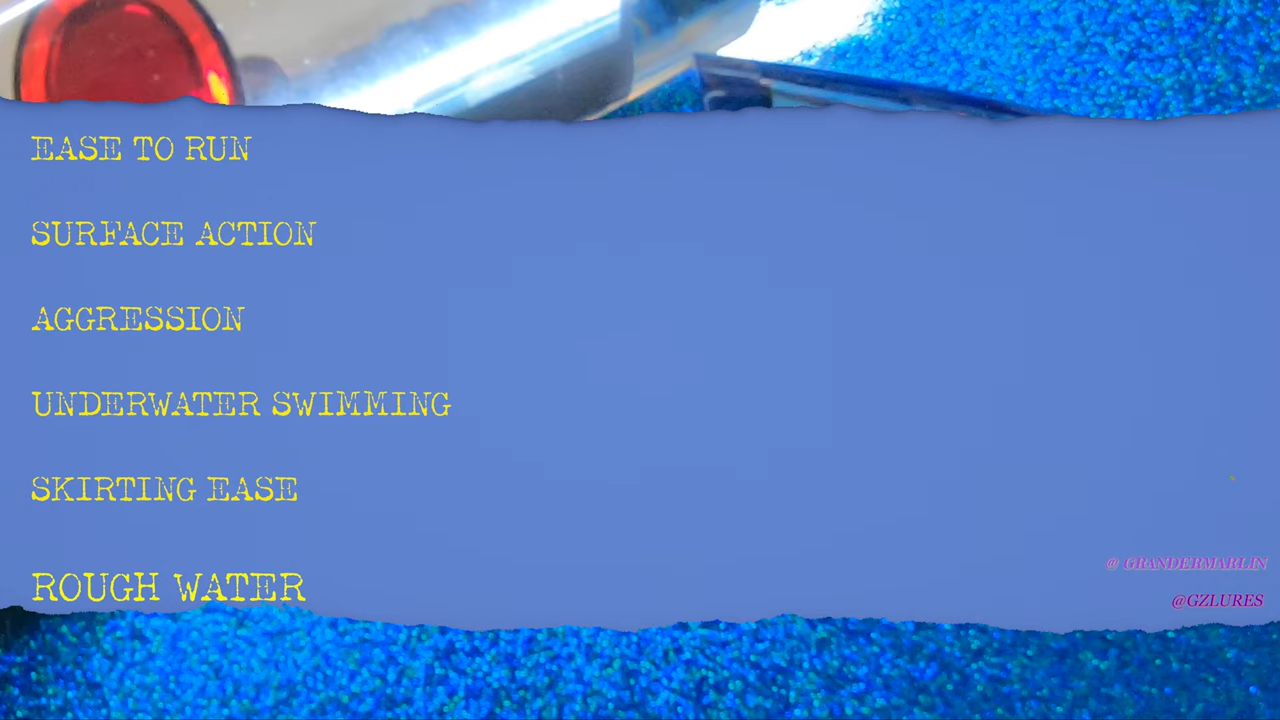 EASE TO RUN
SURFACE ACTION
AGGRESSION
UNDERWATER SWIMMING
SKIRTING EASE
ROUGH WATER
@ GRANDERMARLIN
@GZLURES